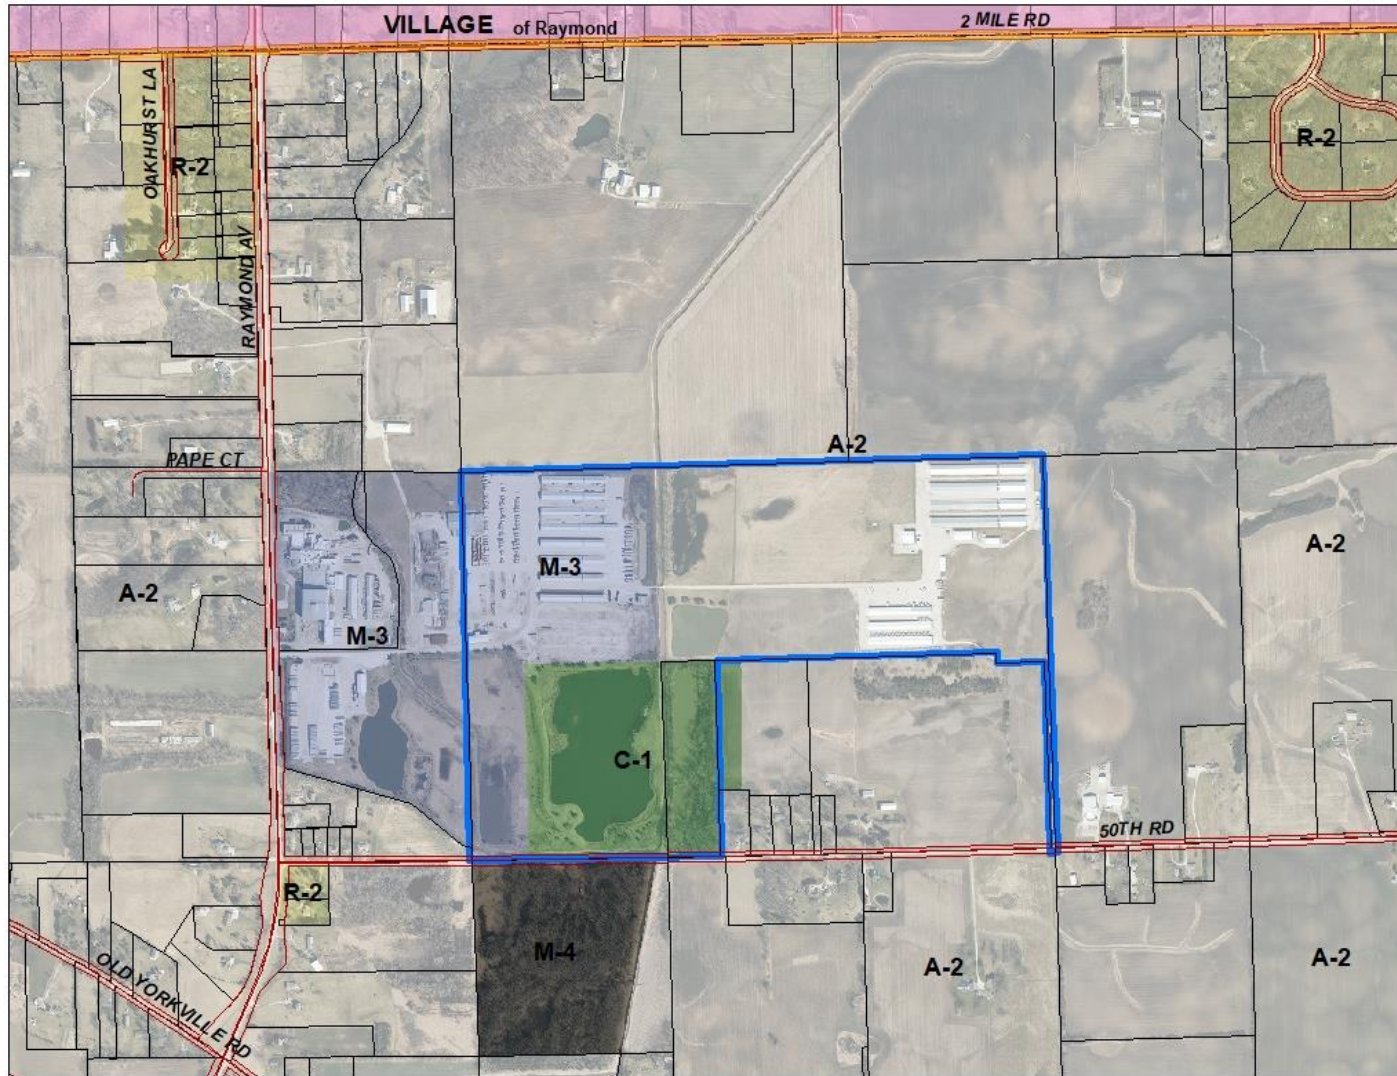 VILLAGE of Raymond
2 MILE RD
OAKHURST LA
R-2
R-2
RAYMOND AV
A-2
PAPE CT
M-3
A-2
A-2
M-3
C-1
50TH RD
R-2
M-4
A-2
A-2
OLD YORKVILLE RD